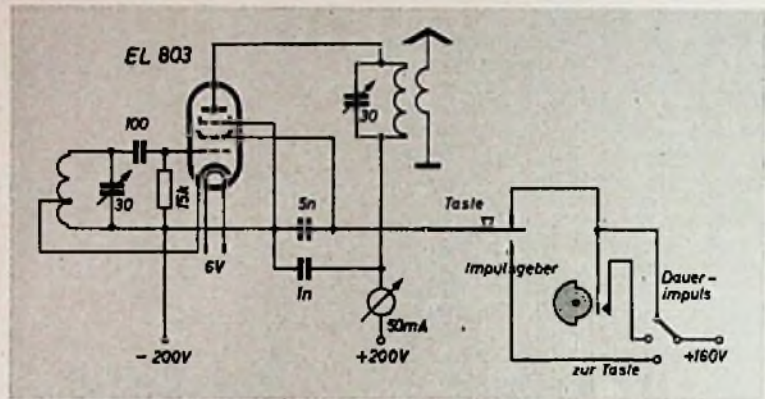 EL 803
100
30
15k
6V
5n
1n
30
50mA
- 200V
+200V
Taste
Impulsgeber
Dauer-
impuls
+160V
zur Taste